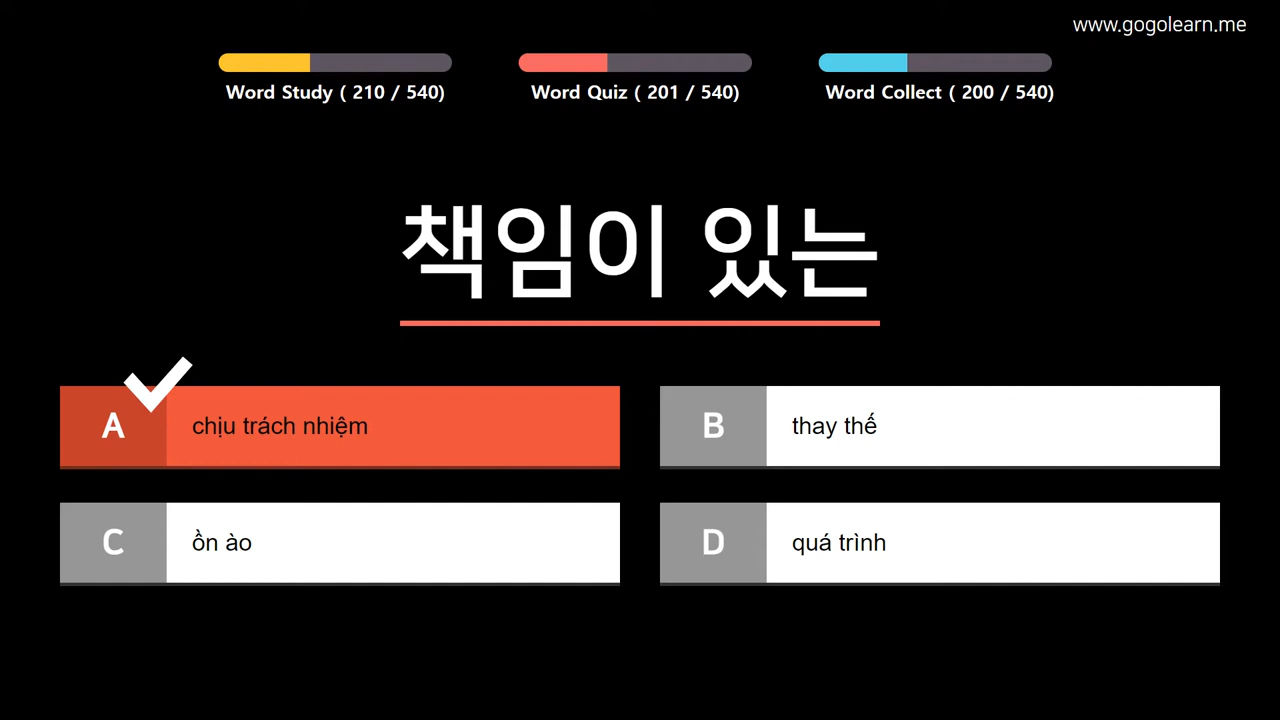 www.gogolearn.me
Word Study ( 210 / 540)
Word Quiz ( 201 / 540)
Word Collect ( 200 / 540)
책임이 있는
A chịu trách nhiệm
B thay thế
C ồn ào
D quá trình